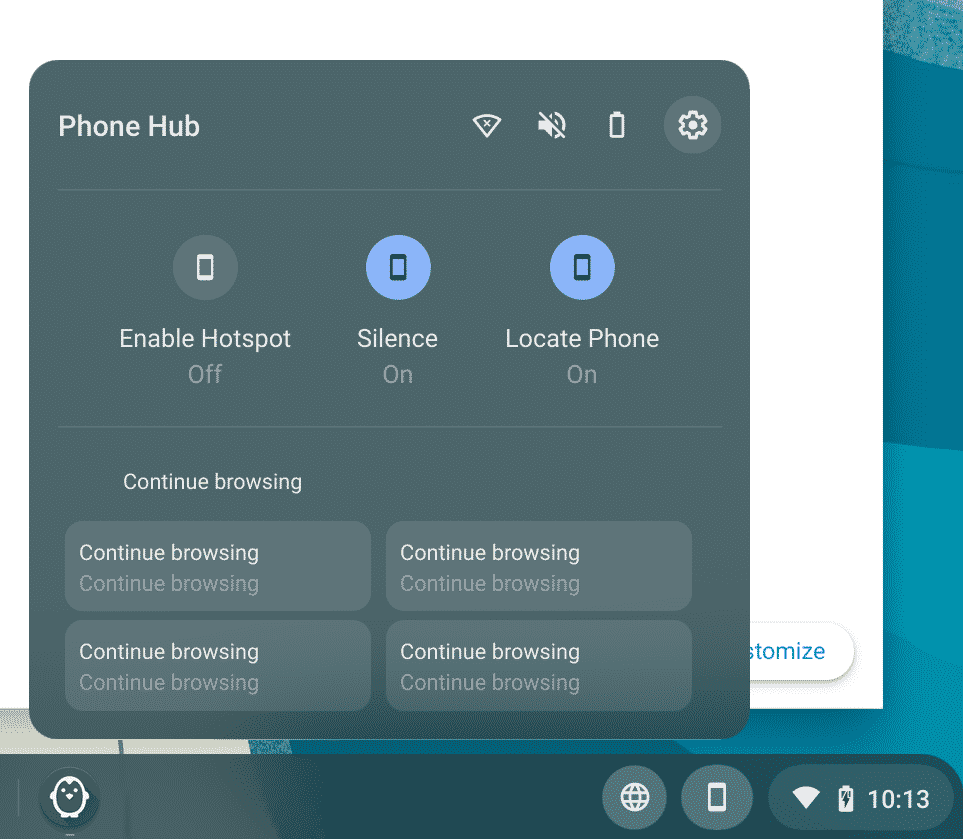 Phone Hub
Enable Hotspot
Silence
Locate Phone
Off
On
On
Continue browsing
Continue browsing
Continue browsing
Continue browsing
Continue browsing
Continue browsing
Continue browsing
Continue browsing
Continue browsing
stomize
10:13